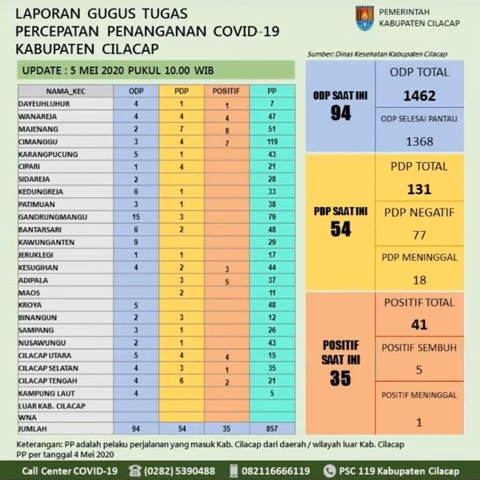 LAPORAN GUGUS TUGAS
PERCEPATAN PENANGANAN COVID-19
KABUPATEN CILACAP
PEMERINTAH
KABUPATEN CILACAP
Sumber: Dinas Kesehatan Kabupaten Cilacap
UPDATE : 5 MEI 2020 PUKUL 10.00 WIB
NAMA_KEC ODP PDP POSITIF PP
DAYEUHLUHUR 4 1 1 7
WANAREJA 4 4 4 47
MAJENANG 2 7 8 51
CIMANGGU 3 4 7 119
KARANGPUCUNG 5 1 43
CIPARI 4 1 21
SIDAREJA 2 28
KEDUNGREJA 6 1 33
PATIMUAN 3 1 38
GANDRUNGMANGU 15 3 79
BANTARSARI 6 2 48
KAWUNGANTEN 9 29
JERUKLEGI 1 1 17
KESUGIHAN 4 2 3 44
ADIPALA 3 5 37
MAOS 2 11
KROYA 5 48
BINANGUN 2 3 12
SAMPANG 3 1 26
NUSAWUNGU 2 1 43
CILACAP UTARA 5 4 4 15
CILACAP SELATAN 4 3 1 35
CILACAP TENGAH 4 6 2 21
KAMPUNG LAUT 4 5
LUAR KAB. CILACAP
WNA
JUMLAH 94 54 35 857
ODP SAAT INI
94
ODP TOTAL
1462
ODP SELESAI PANTAU
1368
PDP SAAT INI
54
PDP TOTAL
131
PDP NEGATIF
77
PDP MENINGGAL
18
POSITIF
SAAT INI
35
POSITIF TOTAL
41
POSITIF SEMBUH
5
POSITIF MENINGGAL
1
Keterangan: PP adalah pelaku perjalanan yang masuk Kab. Cilacap dari daerah / wilayah luar Kab. Cilacap
PP per tanggal 4 Mei 2020
Call Center COVID-19 (0282) 5390488 082116666119 PSC 119 Kabupaten Cilacap